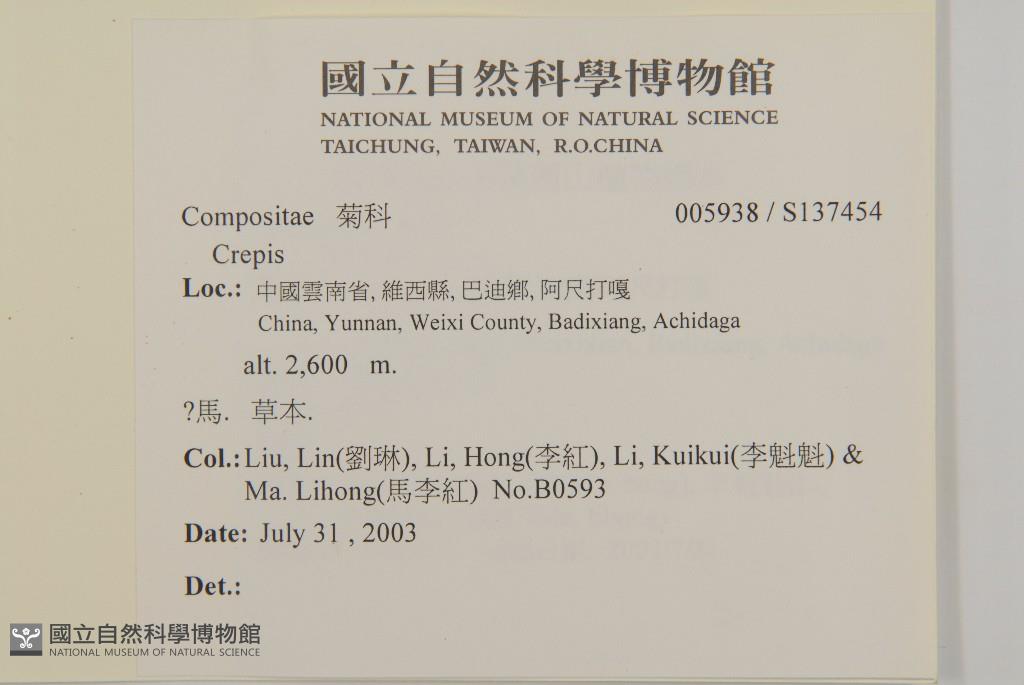 國立自然科學博物館
NATIONAL MUSEUM OF NATURAL SCIENCE
TAICHUNG, TAIWAN, R.O.CHINA
Compositae 菊科 005938 / S137454
Crepis
Loc.: 中國雲南省, 維西縣, 巴迪鄉, 阿尺打嘎
China, Yunnan, Weixi County, Badixiang, Achidaga
alt. 2,600 m.
?馬. 草本.
Col.: Liu, Lin(劉琳), Li, Hong(李紅), Li, Kuikui(李魁魁) &
Ma. Lihong(馬李紅) No.B0593
Date: July 31 , 2003
Det.:
國立自然科學博物館
NATIONAL MUSEUM OF NATURAL SCIENCE